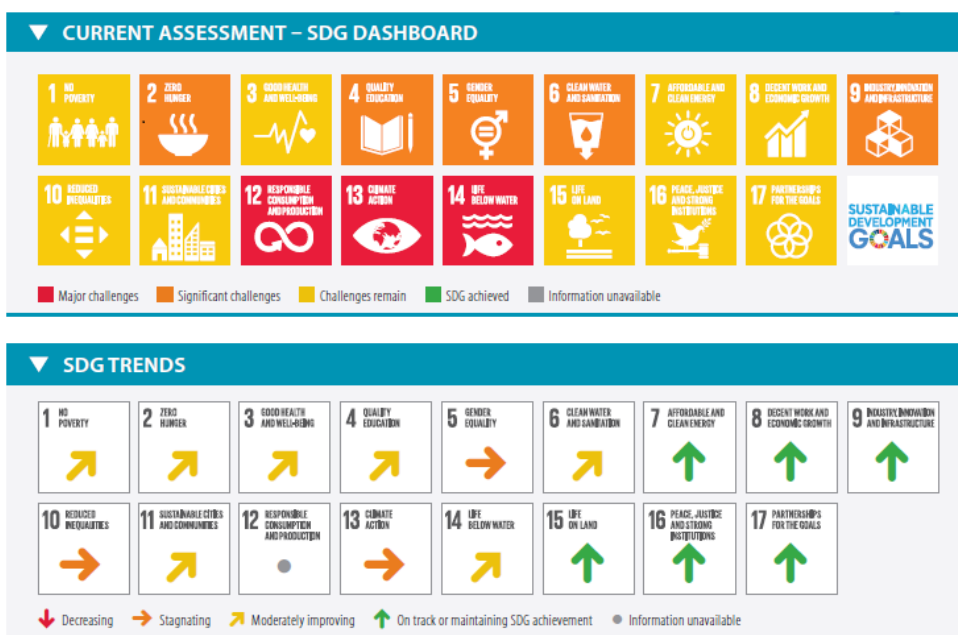 CURRENT ASSESSMENT – SDG DASHBOARD
1 NO
POVERTY
2 ZERO
HUNGER
3 GOOD HEALTH
AND WELL-BEING
4 QUALITY
EDUCATION
5 GENDER
EQUALITY
6 CLEAN WATER
AND SANITATION
7 AFFORDABLE AND
CLEAN ENERGY
8 DECENT WORK AND
ECONOMIC GROWTH
9 INDUSTRY, INNOVATION
AND INFRASTRUCTURE
10 REDUCED
INEQUALITIES
11 SUSTAINABLE CITIES
AND COMMUNITIES
12 RESPONSIBLE
CONSUMPTION
AND PRODUCTION
13 CLIMATE
ACTION
14 LIFE
BELOW WATER
15 LIFE
ON LAND
16 PEACE, JUSTICE
AND STRONG
INSTITUTIONS
17 PARTNERSHIPS
FOR THE GOALS
SUSTAINABLE
DEVELOPMENT
GOALS
Major challenges Significant challenges Challenges remain SDG achieved Information unavailable
SDG TRENDS
1 NO
POVERTY
2 ZERO
HUNGER
3 GOOD HEALTH
AND WELL-BEING
4 QUALITY
EDUCATION
5 GENDER
EQUALITY
6 CLEAN WATER
AND SANITATION
7 AFFORDABLE AND
CLEAN ENERGY
8 DECENT WORK AND
ECONOMIC GROWTH
9 INDUSTRY, INNOVATION
AND INFRASTRUCTURE
10 REDUCED
INEQUALITIES
11 SUSTAINABLE CITIES
AND COMMUNITIES
12 RESPONSIBLE
CONSUMPTION
AND PRODUCTION
13 CLIMATE
ACTION
14 LIFE
BELOW WATER
15 LIFE
ON LAND
16 PEACE, JUSTICE
AND STRONG
INSTITUTIONS
17 PARTNERSHIPS
FOR THE GOALS
Decreasing Stagnating Moderately improving On track or maintaining SDG achievement Information unavailable